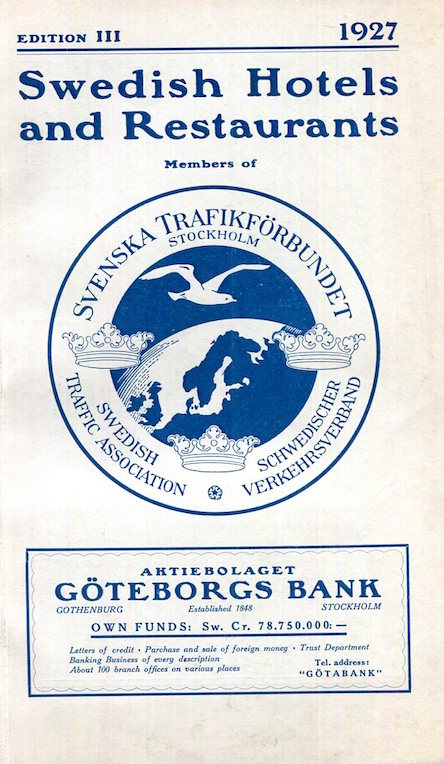 EDITION III 1927
Swedish Hotels
and Restaurants
Members of
SVENSKA TRAFIKFÖRBUNDET
STOCKHOLM
SWEDISH
TRAFFIC ASSOCIATION
SCHWEDISCHER
VERKEHRSVERBAND
AKTIEBOLAGET
GÖTEBORGS BANK
GOTHENBURG Established 1848 STOCKHOLM
OWN FUNDS: Sw. Cr. 78.750.000: —
Letters of credit · Purchase and sale of foreign money · Trust Department
Banking Business of every description
About 100 branch offices on various places
Tel. address:
"GÖTABANK"